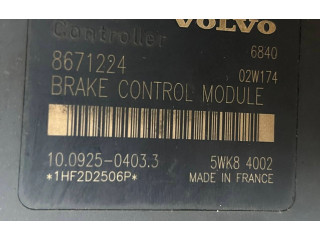 VOLVO
Controller 6840
8671224 02W174
BRAKE CONTROL MODULE
10.0925-0403.3 5WK8 4002
*1HF2D2506P* MADE IN FRANCE